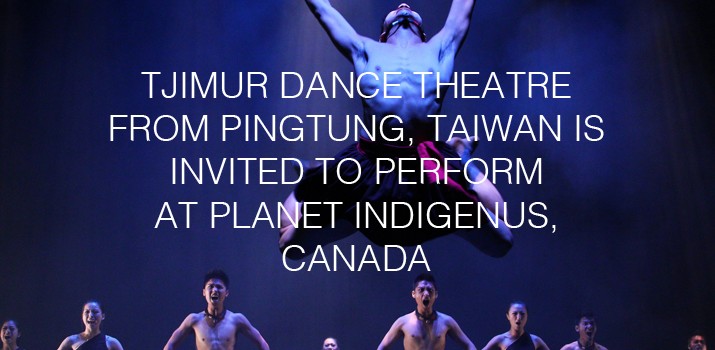 TJIMUR DANCE THEATRE
FROM PINGTUNG, TAIWAN IS
INVITED TO PERFORM
AT PLANET INDIGENUS,
CANADA